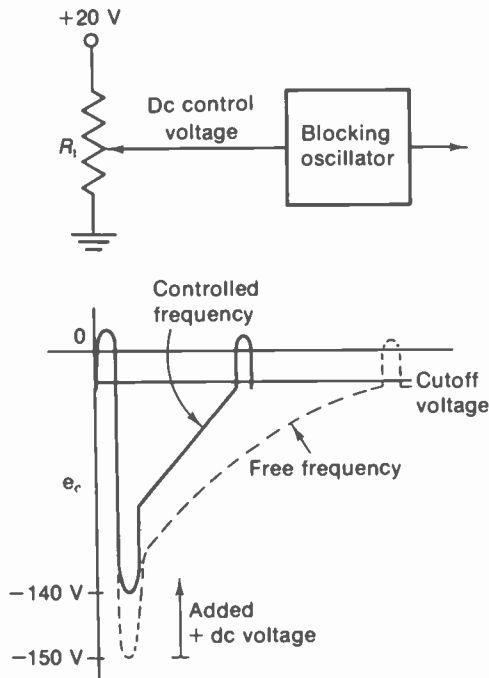 +20 V
Dc control
voltage
R₁
Blocking
oscillator
Controlled
frequency
0
Cutoff
voltage
Free frequency
e꜀
−140 V
Added
+ dc voltage
−150 V